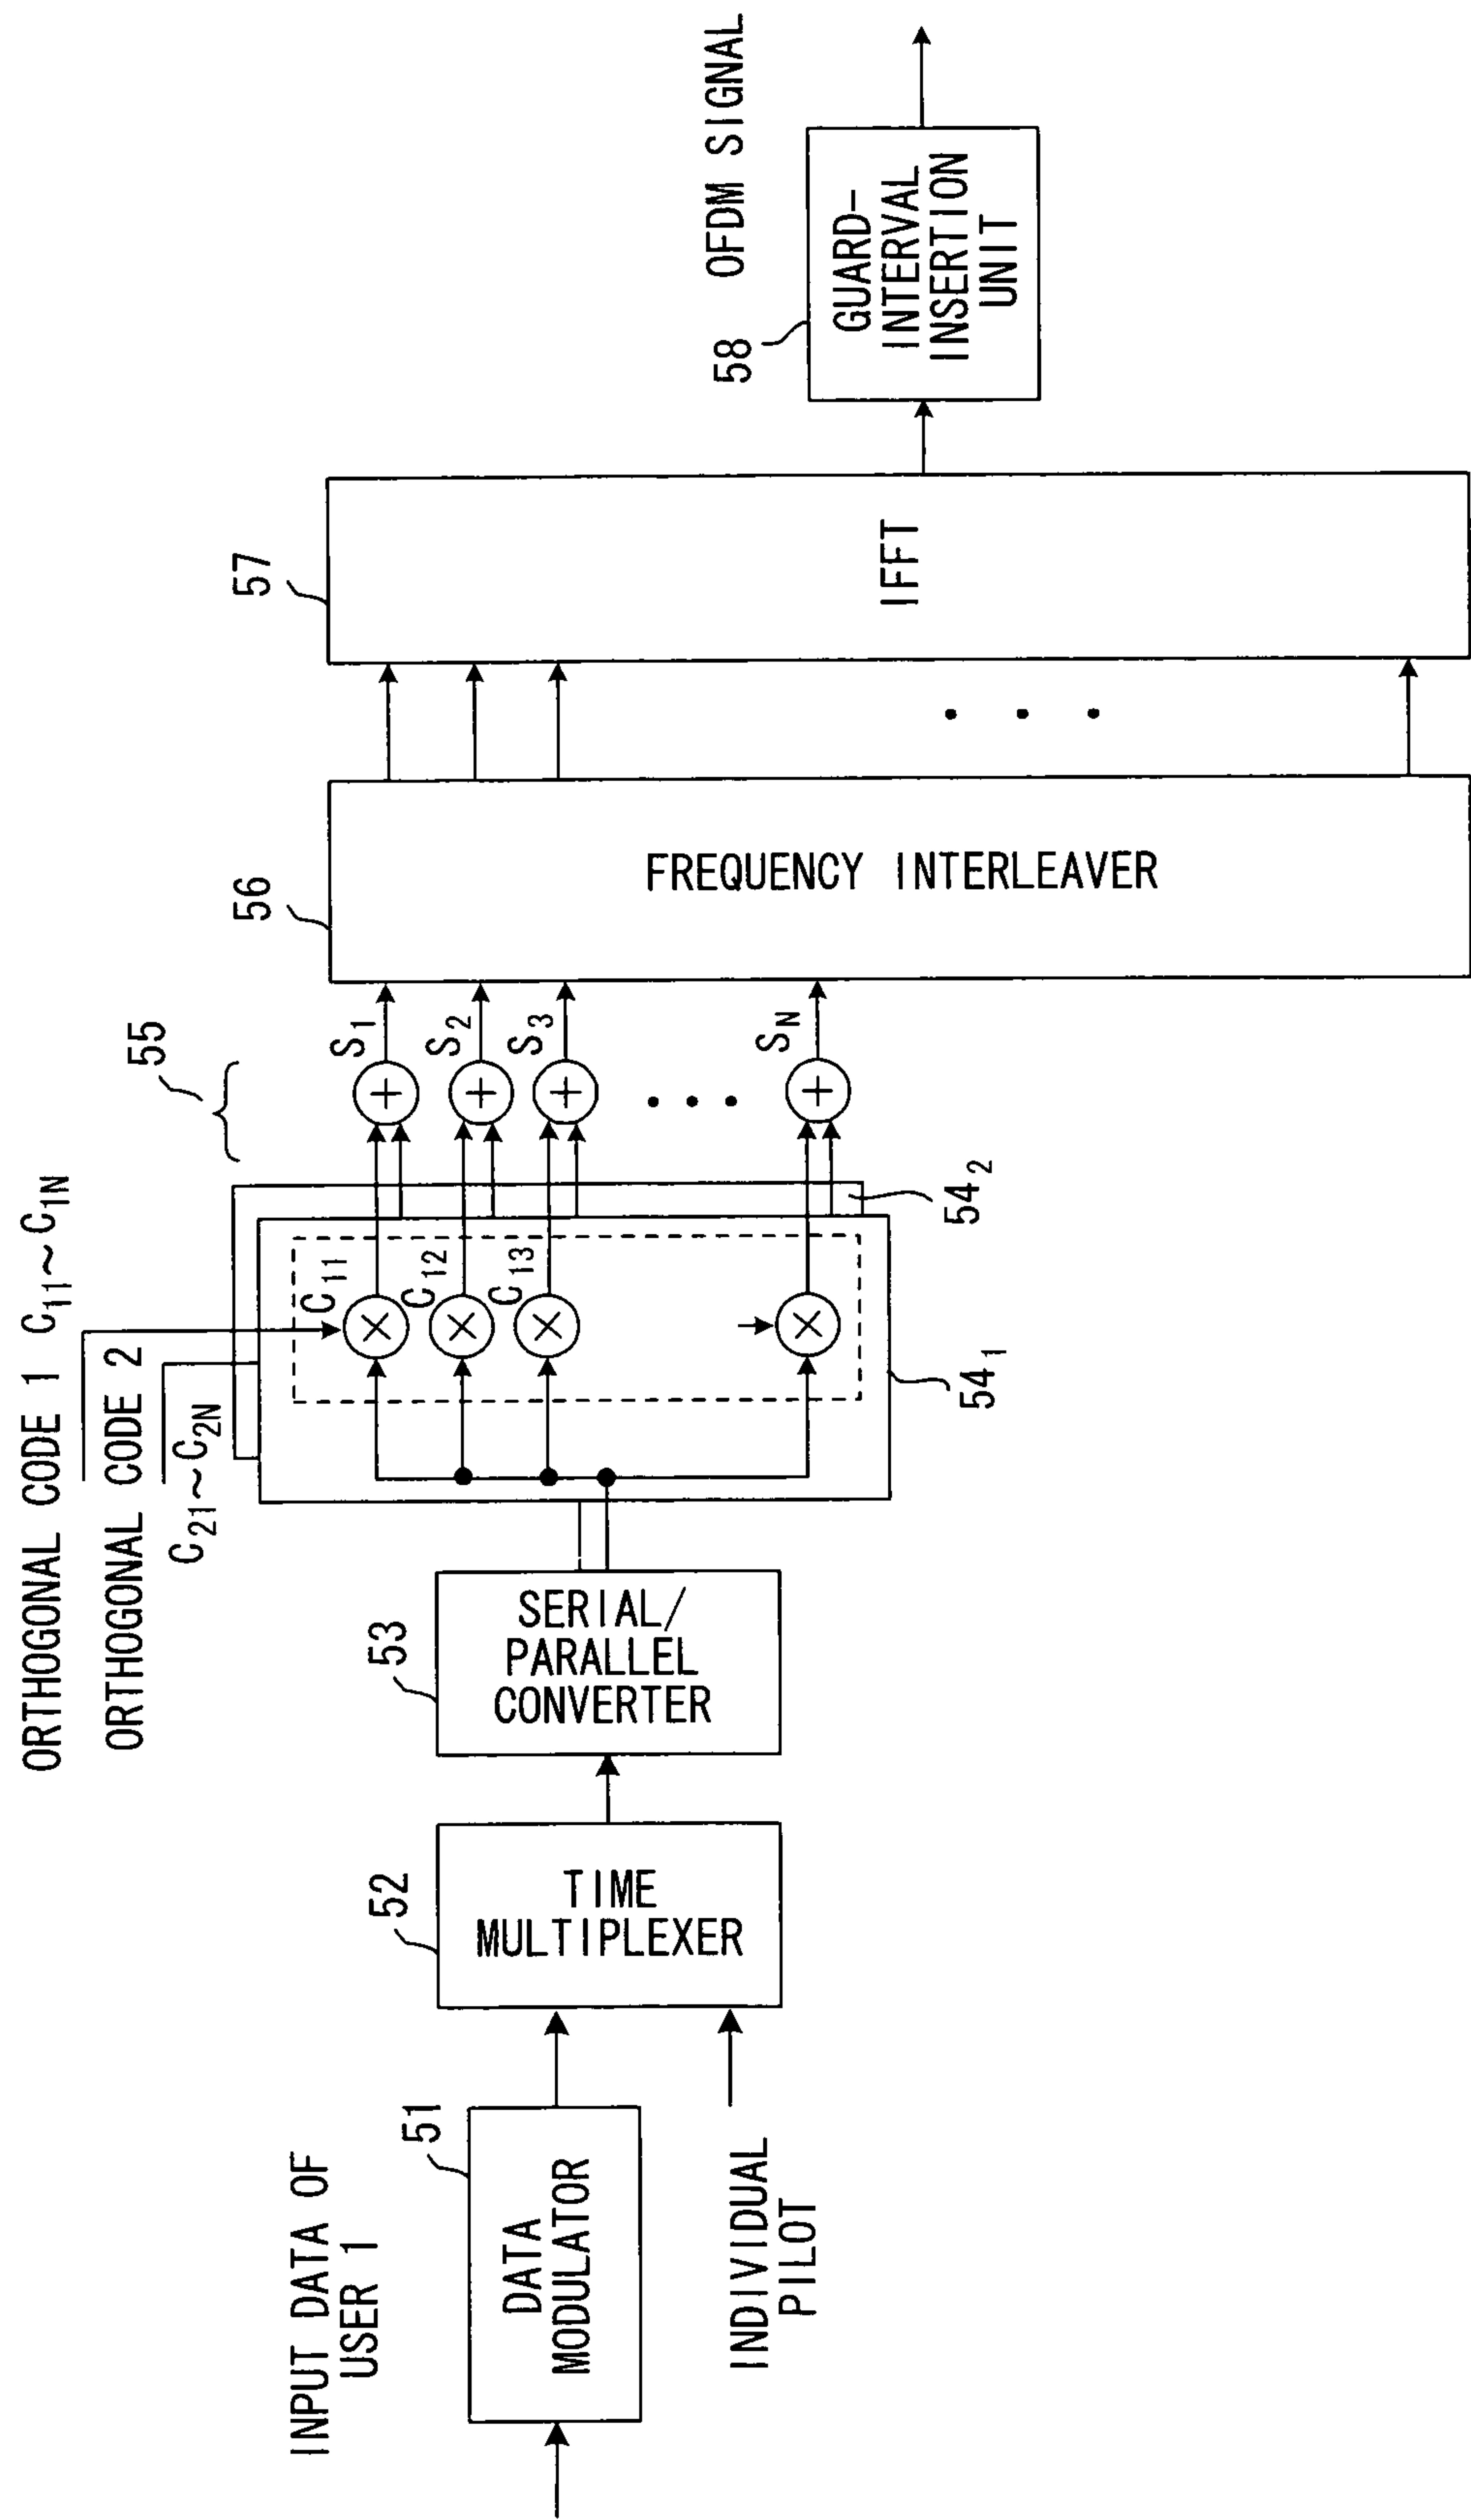 INPUT DATA OF
USER 1
51
DATA
MODULATOR
INDIVIDUAL
PILOT
52
TIME
MULTIPLEXER
53
SERIAL/
PARALLEL
CONVERTER
ORTHOGONAL CODE 1 C11~C1N
ORTHOGONAL CODE 2
C21~C2N
C11
C12
C13
541
542
55
S1
S2
S3
SN
56
FREQUENCY INTERLEAVER
57
IFFT
58
GUARD-
INTERVAL
INSERTION
UNIT
OFDM SIGNAL